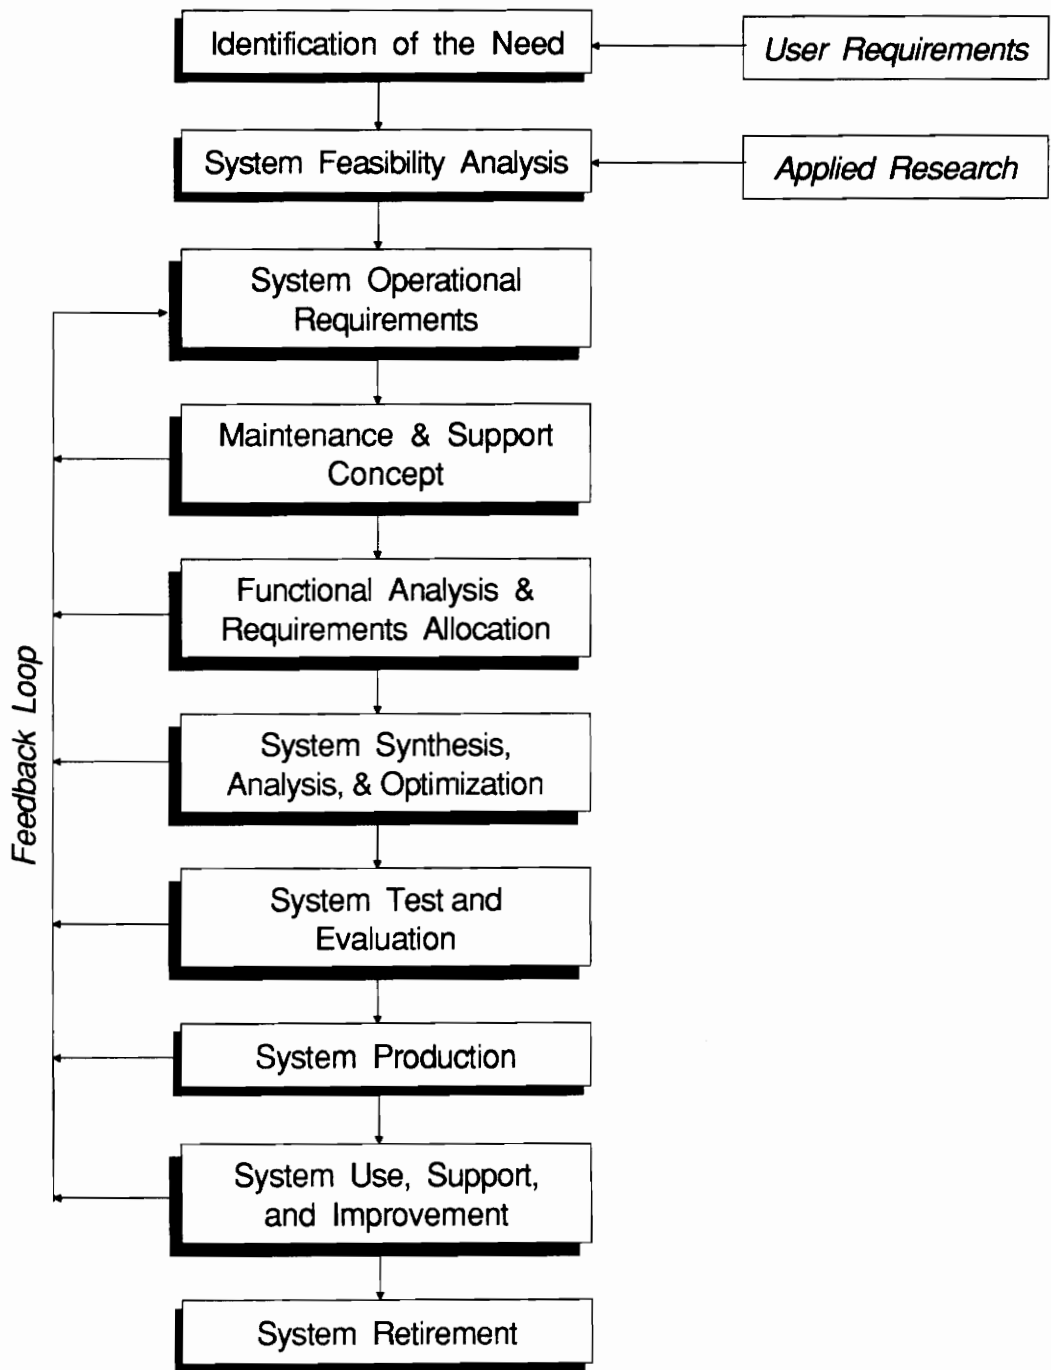 Identification of the Need
User Requirements
System Feasibility Analysis
Applied Research
System Operational
Requirements
Maintenance & Support
Concept
Functional Analysis &
Requirements Allocation
System Synthesis,
Analysis, & Optimization
System Test and
Evaluation
System Production
System Use, Support,
and Improvement
System Retirement
Feedback Loop